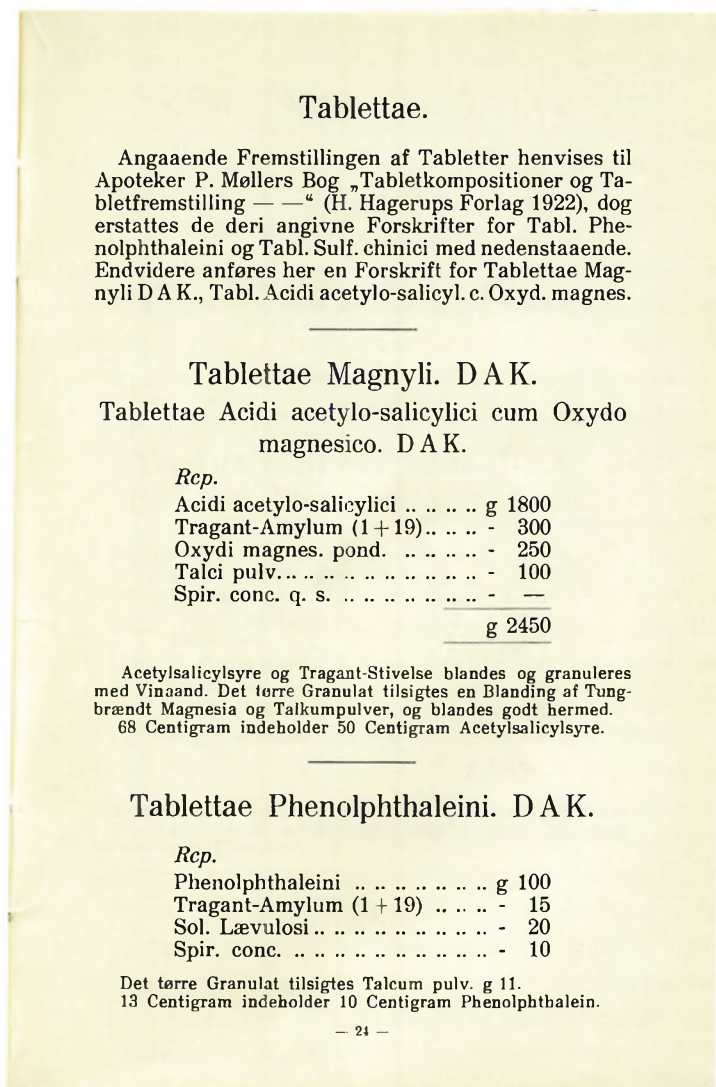 Tablettae.
Angaaende Fremstillingen af Tabletter henvises til
Apoteker P. Møllers Bog „Tabletkompositioner og Ta-
bletfremstilling — —“ (H. Hagerups Forlag 1922), dog
erstattes de deri angivne Forskrifter for Tabl. Phe-
nolphthaleini og Tabl. Sulf. chinici med nedenstaaende.
Endvidere anføres her en Forskrift for Tablettae Mag-
nyli D A K., Tabl. Acidi acetylo-salicyl. c. Oxyd. magnes.
Tablettae Magnyli. D A K.
Tablettae Acidi acetylo-salicylici cum Oxydo
magnesico. D A K.
Rcp.
Acidi acetylo-salicylici .. .. .. .. g 1800
Tragant-Amylum (1 + 19).. .. .. - 300
Oxydi magnes. pond. .. .. .. .. .. - 250
Talci pulv... .. .. .. .. .. .. .. .. .. - 100
Spir. conc. q. s. .. .. .. .. .. .. .. - —
g 2450
Acetylsalicylsyre og Tragant-Stivelse blandes og granuleres
med Vinaand. Det tørre Granulat tilsigtes en Blanding af Tung-
brændt Magnesia og Talkumpulver, og blandes godt hermed.
68 Centigram indeholder 50 Centigram Acetylsalicylsyre.
Tablettae Phenolphthaleini. D A K.
Rcp.
Phenolphthaleini .. .. .. .. .. .. .. g 100
Tragant-Amylum (1 + 19) .. .. .. - 15
Sol. Lævulosi .. .. .. .. .. .. .. .. .. - 20
Spir. conc. .. .. .. .. .. .. .. .. .. .. - 10
Det tørre Granulat tilsigtes Talcum pulv. g 11.
13 Centigram indeholder 10 Centigram Phenolphthalein.
— 21 —